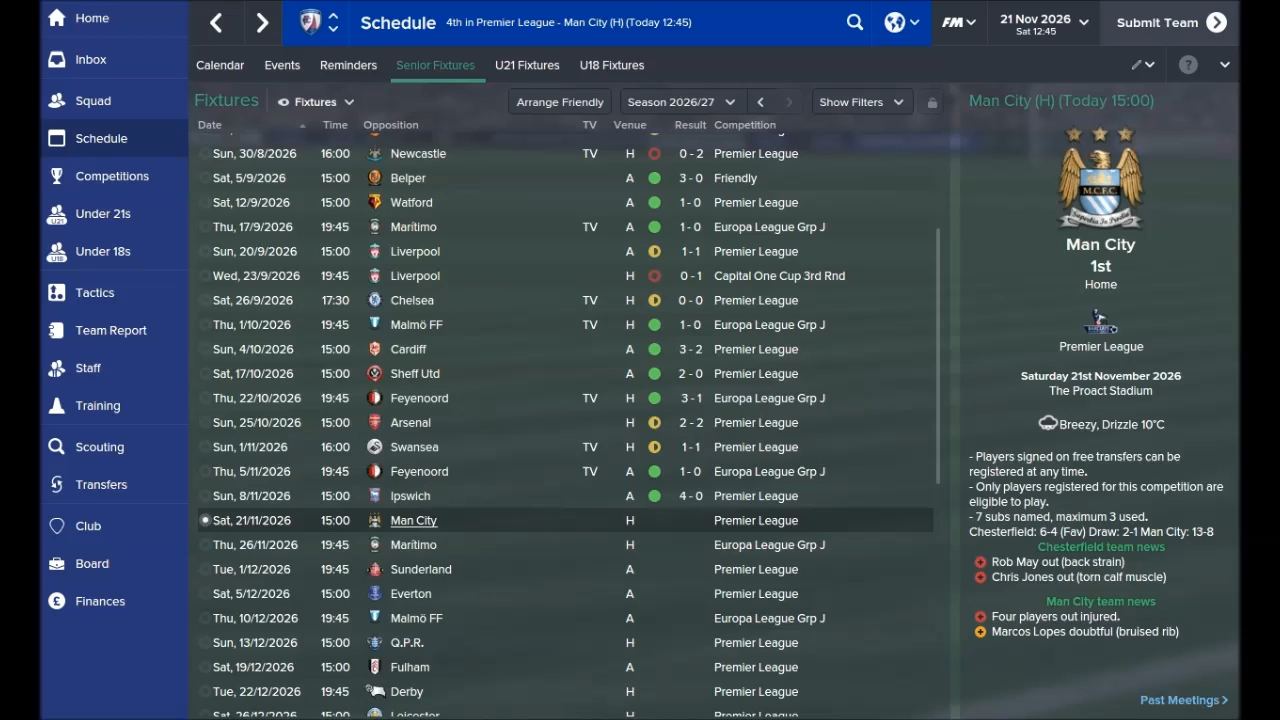 Home
Schedule
4th in Premier League - Man City (H) (Today 12:45)
FM
21 Nov 2026
Sat 12:45
Submit Team
Inbox
Squad
Schedule
Competitions
U21
Under 21s
U18
Under 18s
Tactics
Team Report
Staff
Training
Scouting
Transfers
Club
Board
Finances
Calendar Events Reminders Senior Fixtures U21 Fixtures U18 Fixtures
?
Fixtures Fixtures Arrange Friendly Season 2026/27 Show Filters
Date Time Opposition TV Venue Result Competition
Sun, 30/8/2026 16:00 Newcastle TV H 0 - 2 Premier League
Sat, 5/9/2026 15:00 Belper A 3 - 0 Friendly
Sat, 12/9/2026 15:00 Watford A 1 - 0 Premier League
Thu, 17/9/2026 19:45 Marítimo TV A 1 - 0 Europa League Grp J
Sun, 20/9/2026 15:00 Liverpool A 1 - 1 Premier League
Wed, 23/9/2026 19:45 Liverpool H 0 - 1 Capital One Cup 3rd Rnd
Sat, 26/9/2026 17:30 Chelsea TV H 0 - 0 Premier League
Thu, 1/10/2026 19:45 Malmö FF TV H 1 - 0 Europa League Grp J
Sun, 4/10/2026 15:00 Cardiff A 3 - 2 Premier League
Sat, 17/10/2026 15:00 Sheff Utd A 2 - 0 Premier League
Thu, 22/10/2026 19:45 Feyenoord TV H 3 - 1 Europa League Grp J
Sun, 25/10/2026 15:00 Arsenal H 2 - 2 Premier League
Sun, 1/11/2026 16:00 Swansea TV H 1 - 1 Premier League
Thu, 5/11/2026 19:45 Feyenoord TV A 1 - 0 Europa League Grp J
Sun, 8/11/2026 15:00 Ipswich A 4 - 0 Premier League
Sat, 21/11/2026 15:00 Man City H Premier League
Thu, 26/11/2026 19:45 Marítimo H Europa League Grp J
Tue, 1/12/2026 19:45 Sunderland A Premier League
Sat, 5/12/2026 15:00 Everton A Premier League
Thu, 10/12/2026 19:45 Malmö FF A Europa League Grp J
Sun, 13/12/2026 15:00 Q.P.R. H Premier League
Sat, 19/12/2026 15:00 Fulham A Premier League
Tue, 22/12/2026 19:45 Derby H Premier League
Sat, 26/12/2026 15:00 Leicester H Premier League
Man City (H) (Today 15:00)
M.C.F.C.
Man City
1st
Home
Premier League
Saturday 21st November 2026
The Proact Stadium
Breezy, Drizzle 10°C
- Players signed on free transfers can be
registered at any time.
- Only players registered for this competition are
eligible to play.
- 7 subs named, maximum 3 used.
Chesterfield: 6-4 (Fav) Draw: 2-1 Man City: 13-8
Chesterfield team news
Rob May out (back strain)
Chris Jones out (torn calf muscle)
Man City team news
Four players out injured.
Marcos Lopes doubtful (bruised rib)
Past Meetings >